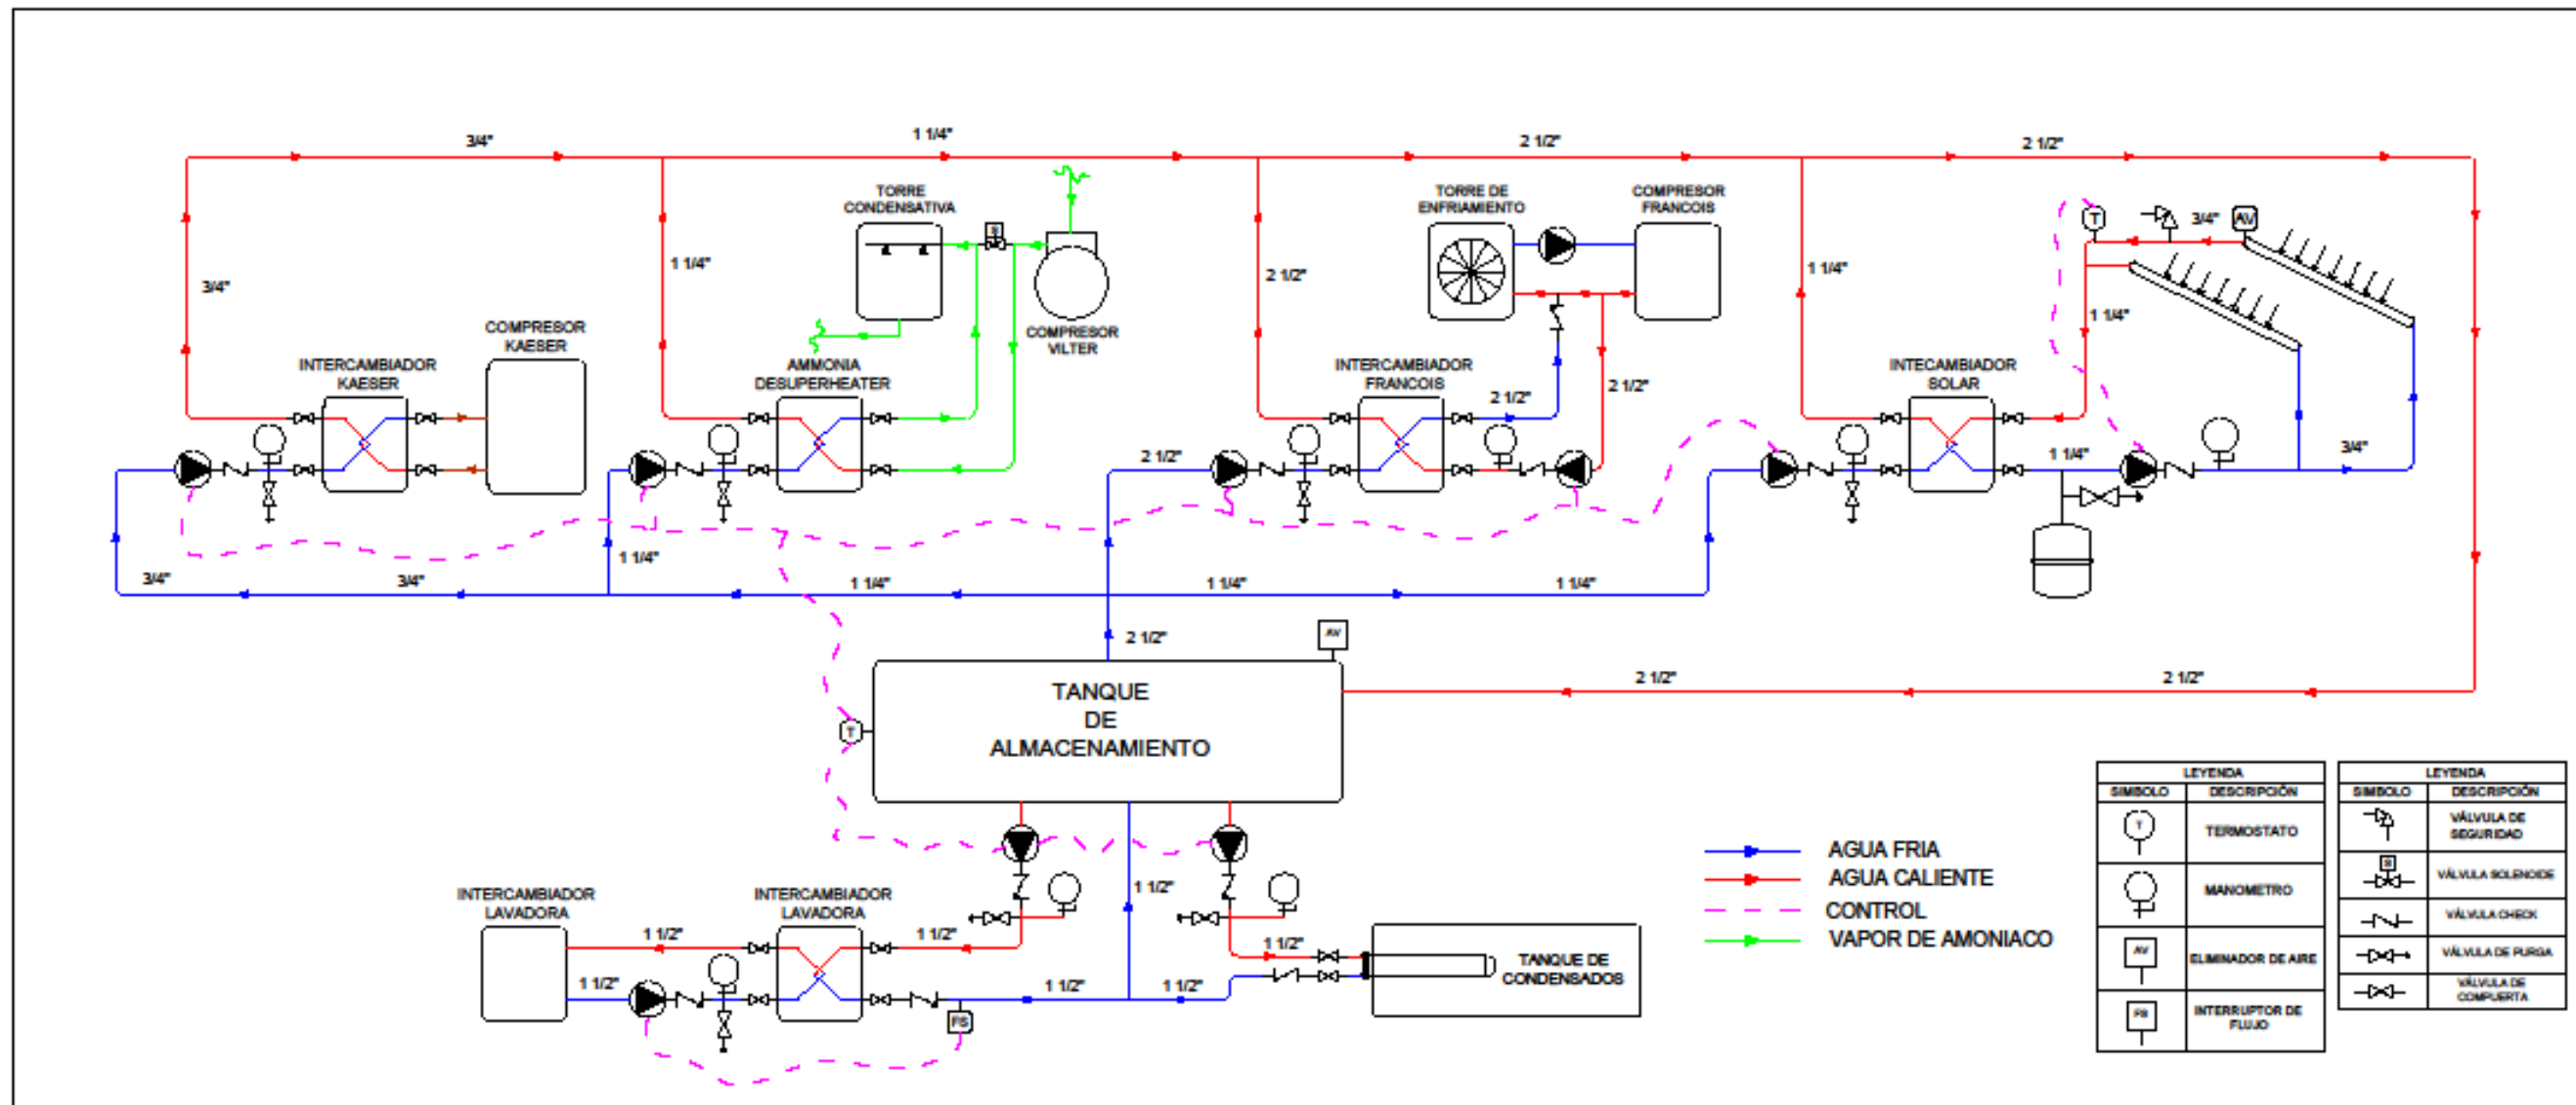 3/4"
1 1/4"
2 1/2"
2 1/2"
TORRE
CONDENSATIVA
S
TORRE DE
ENFRIAMIENTO
COMPRESOR
FRANCOIS
T
3/4"
AV
3/4"
1 1/4"
2 1/2"
1 1/4"
1 1/4"
COMPRESOR
KAESER
COMPRESOR
VILTER
INTERCAMBIADOR
KAESER
AMMONIA
DESUPERHEATER
INTERCAMBIADOR
FRANCOIS
2 1/2"
2 1/2"
INTECAMBIADOR
SOLAR
2 1/2"
1 1/4"
3/4"
1 1/4"
3/4"
3/4"
1 1/4"
1 1/4"
1 1/4"
2 1/2"
AV
TANQUE
DE
ALMACENAMIENTO
T
2 1/2"
2 1/2"
INTERCAMBIADOR
LAVADORA
INTERCAMBIADOR
LAVADORA
1 1/2"
1 1/2"
1 1/2"
1 1/2"
1 1/2"
1 1/2"
1 1/2"
FS
TANQUE DE
CONDENSADOS
AGUA FRIA
AGUA CALIENTE
CONTROL
VAPOR DE AMONIACO
LEYENDA
SIMBOLO DESCRIPCIÓN
T TERMOSTATO
MANOMETRO
AV ELIMINADOR DE AIRE
FS INTERRUPTOR DE
FLUJO
LEYENDA
SIMBOLO DESCRIPCIÓN
VÁLVULA DE
SEGURIDAD
S VÁLVULA SOLENOIDE
VÁLVULA CHECK
VÁLVULA DE PURGA
VÁLVULA DE
COMPUERTA